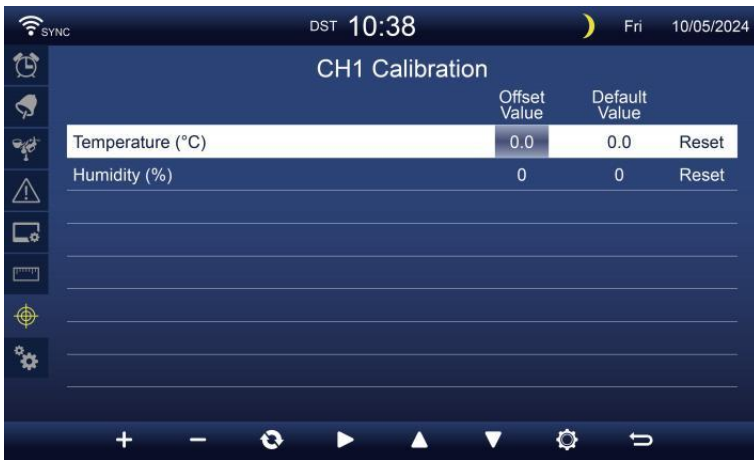 SYNC DST 10:38 Fri 10/05/2024
CH1 Calibration
Offset Value Default Value
Temperature (°C) 0.0 0.0 Reset
Humidity (%) 0 0 Reset